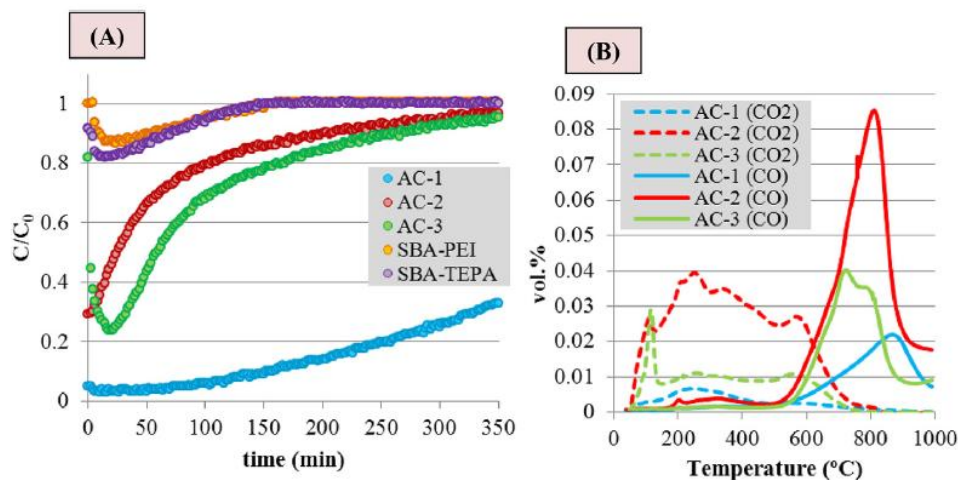 (A)
C/C0
1
0.8
0.6
0.4
0.2
0
0 50 100 150 200 250 300 350
time (min)
AC-1
AC-2
AC-3
SBA-PEI
SBA-TEPA
(B)
vol.%
0.09
0.08
0.07
0.06
0.05
0.04
0.03
0.02
0.01
0
0 200 400 600 800 1000
Temperature (ºC)
AC-1 (CO2)
AC-2 (CO2)
AC-3 (CO2)
AC-1 (CO)
AC-2 (CO)
AC-3 (CO)